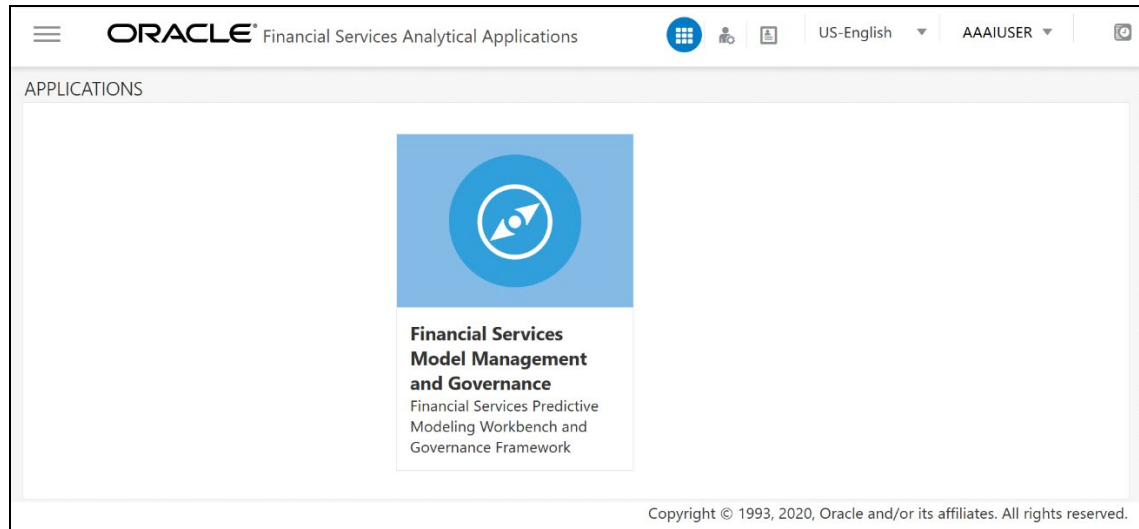 ORACLE® Financial Services Analytical Applications US-English AAAIUSER
APPLICATIONS
Financial Services
Model Management
and Governance
Financial Services Predictive
Modeling Workbench and
Governance Framework
Copyright © 1993, 2020, Oracle and/or its affiliates. All rights reserved.